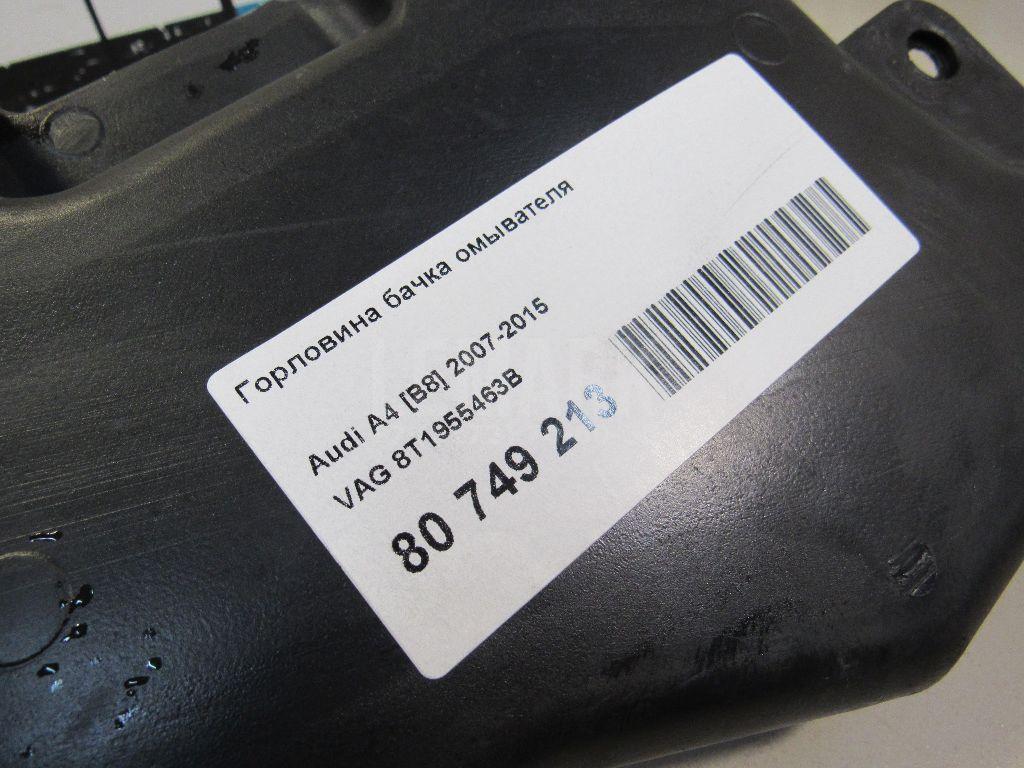 Горловина бачка омывателя
Audi A4 [B8] 2007-2015
VAG 8T1955463B
80 749 213